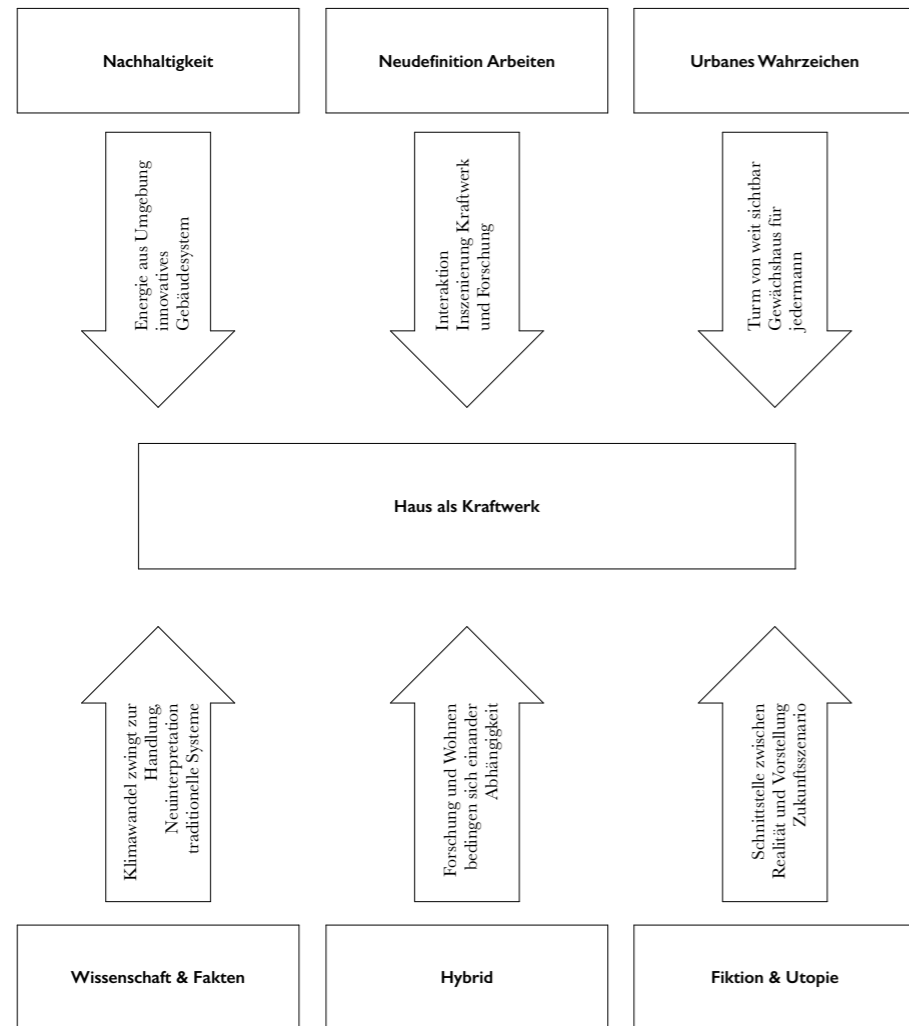 Nachhaltigkeit
Neudefinition Arbeiten
Urbanes Wahrzeichen
Energie aus Umgebung
innovatives
Gebäudesystem
Interaktion
Inszenierung Kraftwerk
und Forschung
Turm von weit sichtbar
Gewächshaus für
jedermann
Haus als Kraftwerk
Klimawandel zwingt zur
Handlung,
Neuinterpretation
traditionelle Systeme
Forschung und Wohnen
bedingen sich einander
Abhängigkeit
Schnittstelle zwischen
Realität und Vorstellung
Zukunftsszenario
Wissenschaft & Fakten
Hybrid
Fiktion & Utopie